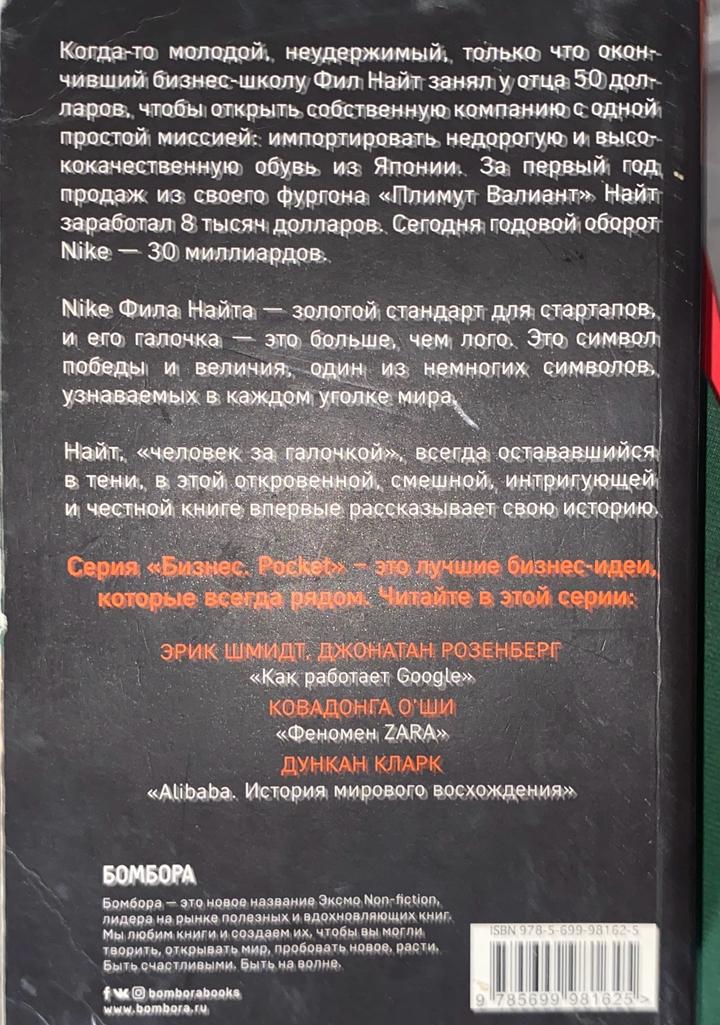 Когда-то молодой, неудержимый, только что окон-
чивший бизнес-школу Фил Найт занял у отца 50 дол-
ларов, чтобы открыть собственную компанию с одной
простой миссией: импортировать недорогую и высо-
кокачественную обувь из Японии. За первый год
продаж из своего фургона «Плимут Валиант» Найт
заработал 8 тысяч долларов. Сегодня годовой оборот
Nike — 30 миллиардов.
Nike Фила Найта — золотой стандарт для стартапов,
и его галочка — это больше, чем лого. Это символ
победы и величия, один из немногих символов,
узнаваемых в каждом уголке мира.
Найт, «человек за галочкой», всегда остававшийся
в тени, в этой откровенной, смешной, интригующей
и честной книге впервые рассказывает свою историю.
Серия «Бизнес. Pocket» – это лучшие бизнес-идеи,
которые всегда рядом. Читайте в этой серии:
ЭРИК ШМИДТ, ДЖОНАТАН РОЗЕНБЕРГ
«Как работает Google»
КОВАДОНГА О'ШИ
«Феномен ZARA»
ДУНКАН КЛАРК
«Alibaba. История мирового восхождения»
БОМБОРА
Бомбора — это новое название Эксмо Non-fiction,
лидера на рынке полезных и вдохновляющих книг.
Мы любим книги и создаем их, чтобы вы могли
творить, открывать мир, пробовать новое, расти.
Быть счастливыми. Быть на волне.
bomborabooks
www.bombora.ru
ISBN 978-5-699-98162-5
9 785699 981625 >